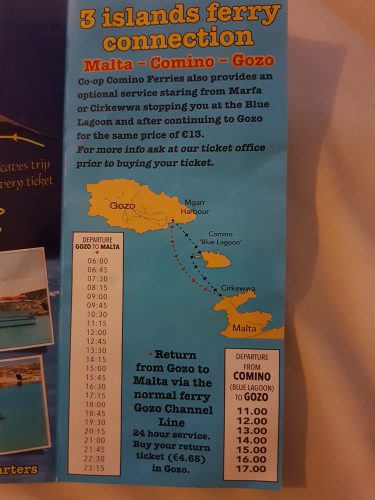 3 islands ferry
connection
Malta - Comino - Gozo
Co-op Comino Ferries also provides an
optional service staring from Marfa
or Cirkewwa stopping you at the Blue
Lagoon and after continuing to Gozo
for the same price of €13.
For more info ask at our ticket office
prior to buying your ticket.
caves trip
very ticket
Gozo
Mgarr
Harbour
Comino
'Blue Lagoon'
Cirkewwa
Malta
DEPARTURE
GOZO TO MALTA
*
06:00
06:45
07:30
08:15
09:00
09:45
10:30
11:15
12:00
12:45
13:30
14:15
15:00
15:45
16:30
17:15
18:00
18:45
19:30
20:15
21:00
21:45
22:30
23:15
* Return
from Gozo to
Malta via the
normal ferry
Gozo Channel
Line
24 hour service.
Buy your return
ticket (€4.65)
in Gozo.
DEPARTURE
FROM
COMINO
(BLUE LAGOON)
TO GOZO
11.00
12.00
13.00
14.00
15.00
16.00
17.00
arters